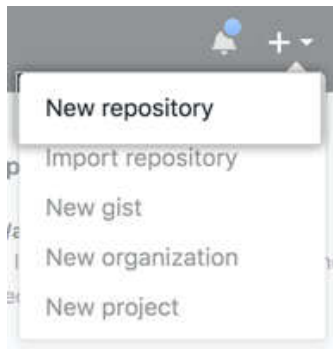 New repository
Import repository
New gist
New organization
New project